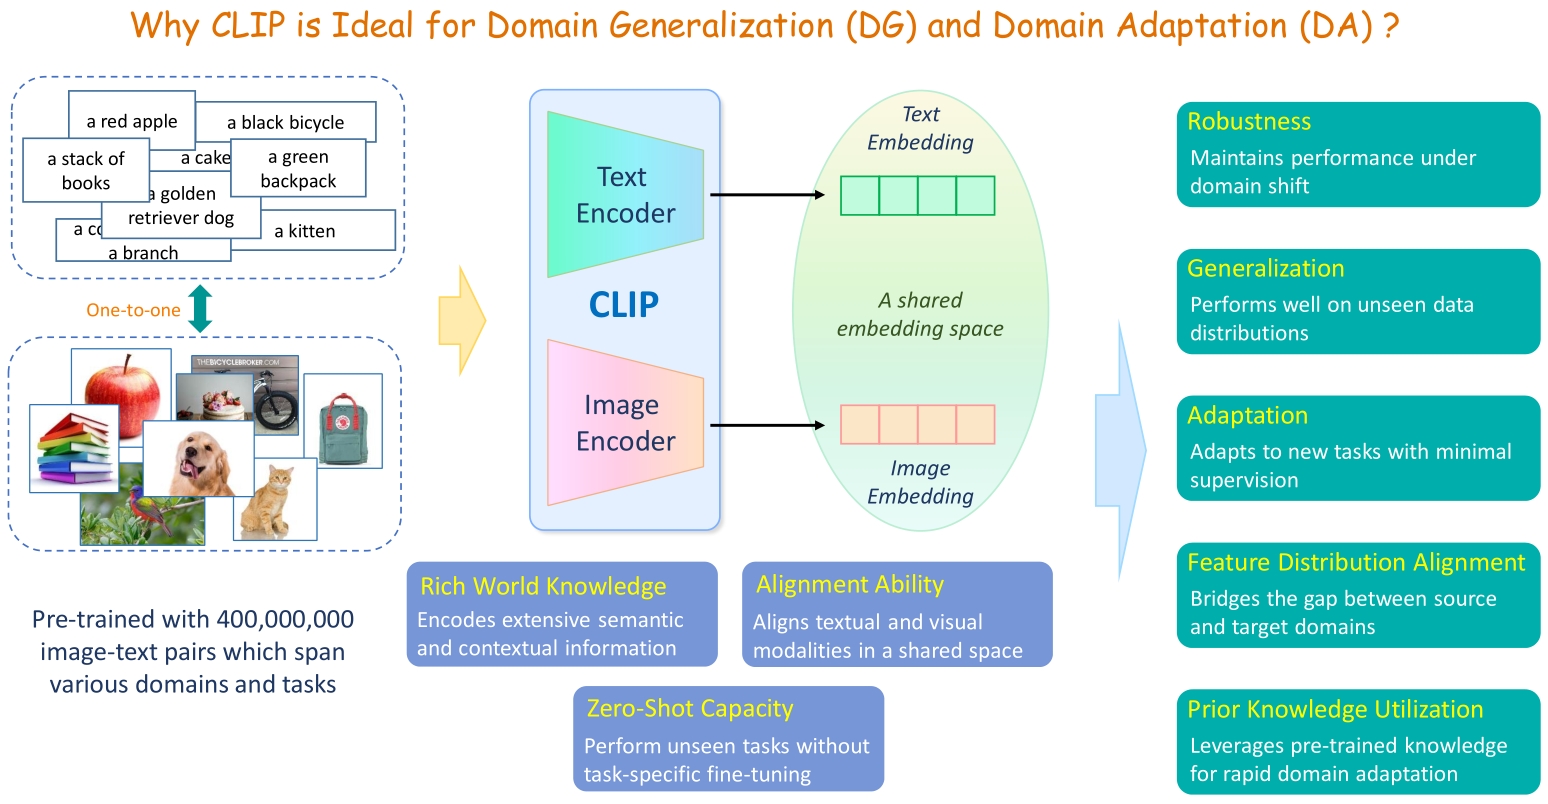 Why CLIP is Ideal for Domain Generalization (DG) and Domain Adaptation (DA) ?
a red apple
a black bicycle
a stack of
books
a cake
a green
backpack
a golden
retriever dog
a kitten
a branch
One-to-one
THEBICYCLEBROKER.COM
Pre-trained with 400,000,000
image-text pairs which span
various domains and tasks
Text
Encoder
CLIP
Image
Encoder
Text
Embedding
A shared
embedding space
Image
Embedding
Rich World Knowledge
Encodes extensive semantic
and contextual information
Alignment Ability
Aligns textual and visual
modalities in a shared space
Zero-Shot Capacity
Perform unseen tasks without
task-specific fine-tuning
Robustness
Maintains performance under
domain shift
Generalization
Performs well on unseen data
distributions
Adaptation
Adapts to new tasks with minimal
supervision
Feature Distribution Alignment
Bridges the gap between source
and target domains
Prior Knowledge Utilization
Leverages pre-trained knowledge
for rapid domain adaptation